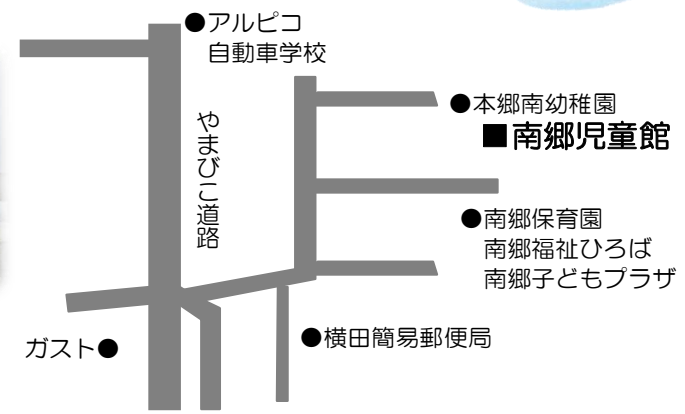 ●アルピコ
自動車学校
やまびこ道路
●本郷南幼稚園
■南郷児童館
●南郷保育園
南郷福祉ひろば
南郷子どもプラザ
ガスト●
●横田簡易郵便局